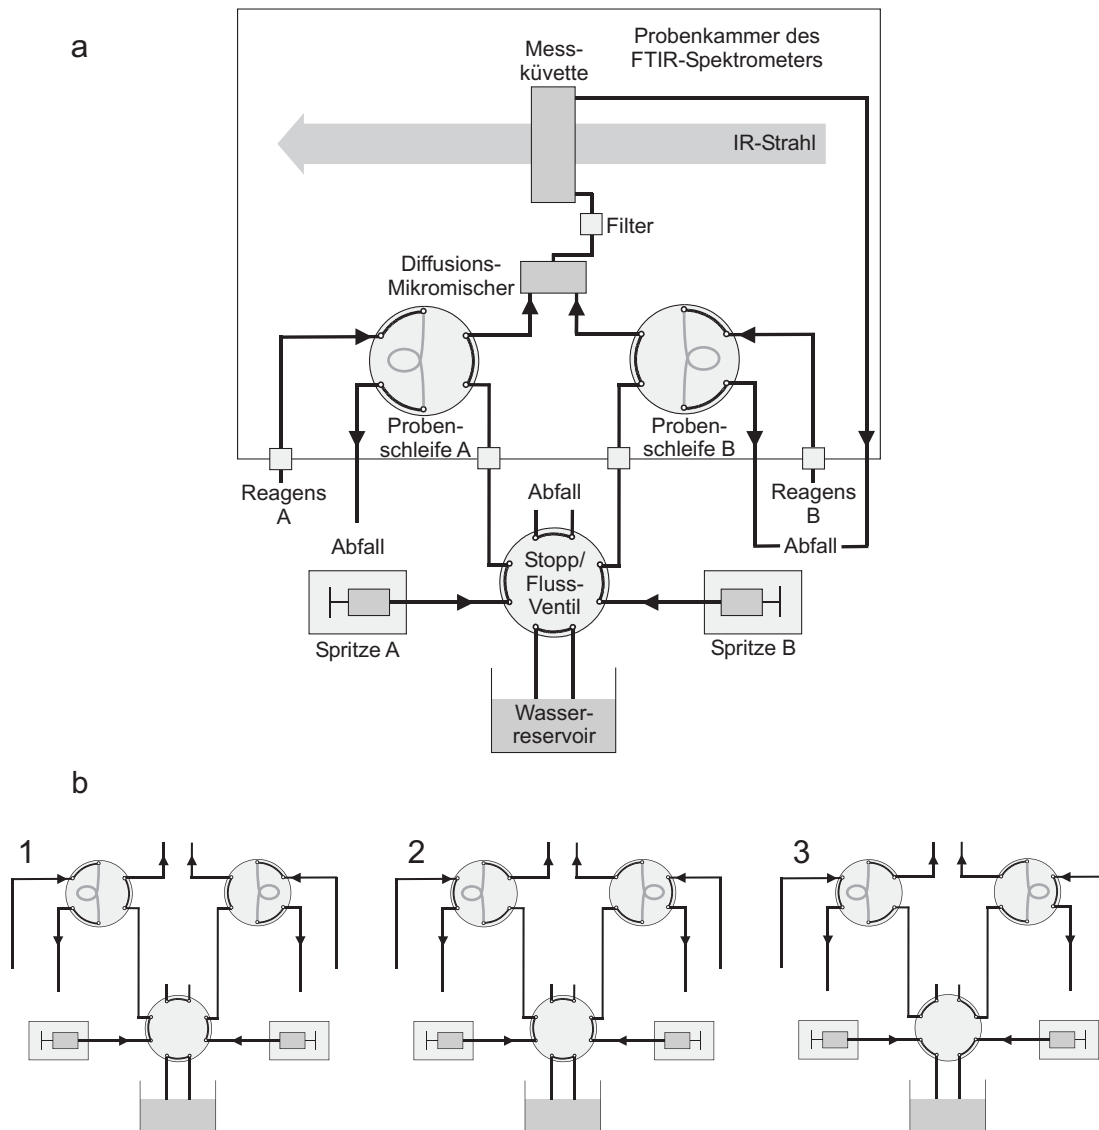 a
Probenkammer des
FTIR-Spektrometers
Mess-
küvette
IR-Strahl
Filter
Diffusions-
Mikromischer
Proben-
schleife A
Proben-
schleife B
Reagens
A
Abfall
Reagens
B
Abfall
Abfall
Stopp/
Fluss-
Ventil
Spritze A
Spritze B
Wasser-
reservoir
b
1
2
3